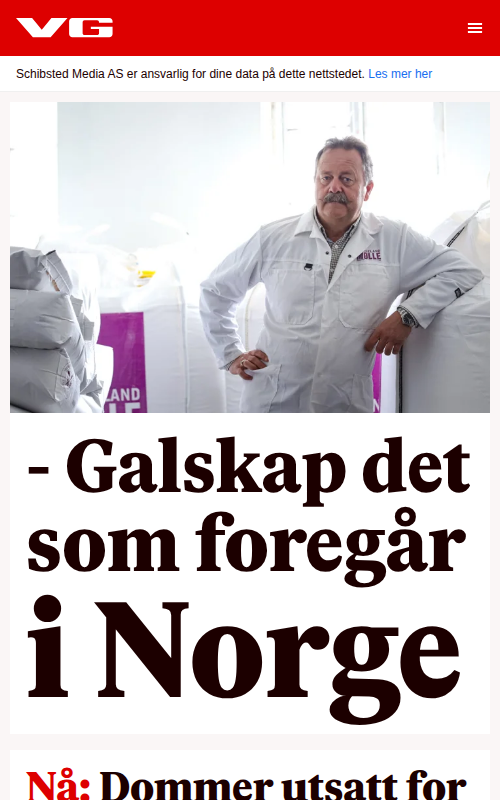 VG
Schibsted Media AS er ansvarlig for dine data på dette nettstedet. Les mer her
MØLLE
LAND
- Galskap det
som foregår
i Norge
Nå: Dommer utsatt for